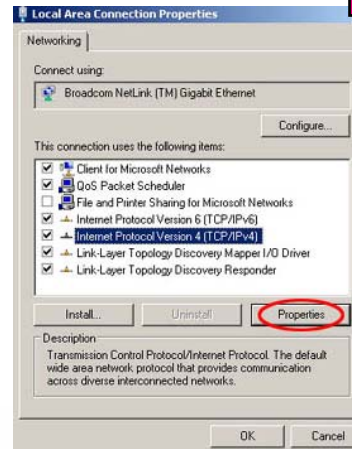 Local Area Connection Properties
Networking
Connect using:
Broadcom NetLink (TM) Gigabit Ethernet
Configure...
This connection uses the following items:
Client for Microsoft Networks
QoS Packet Scheduler
File and Printer Sharing for Microsoft Networks
Internet Protocol Version 6 (TCP/IPv6)
Internet Protocol Version 4 (TCP/IPv4)
Link-Layer Topology Discovery Mapper I/O Driver
Link-Layer Topology Discovery Responder
Install...
Uninstall
Properties
Description
Transmission Control Protocol/Internet Protocol. The default
wide area network protocol that provides communication
across diverse interconnected networks.
OK
Cancel